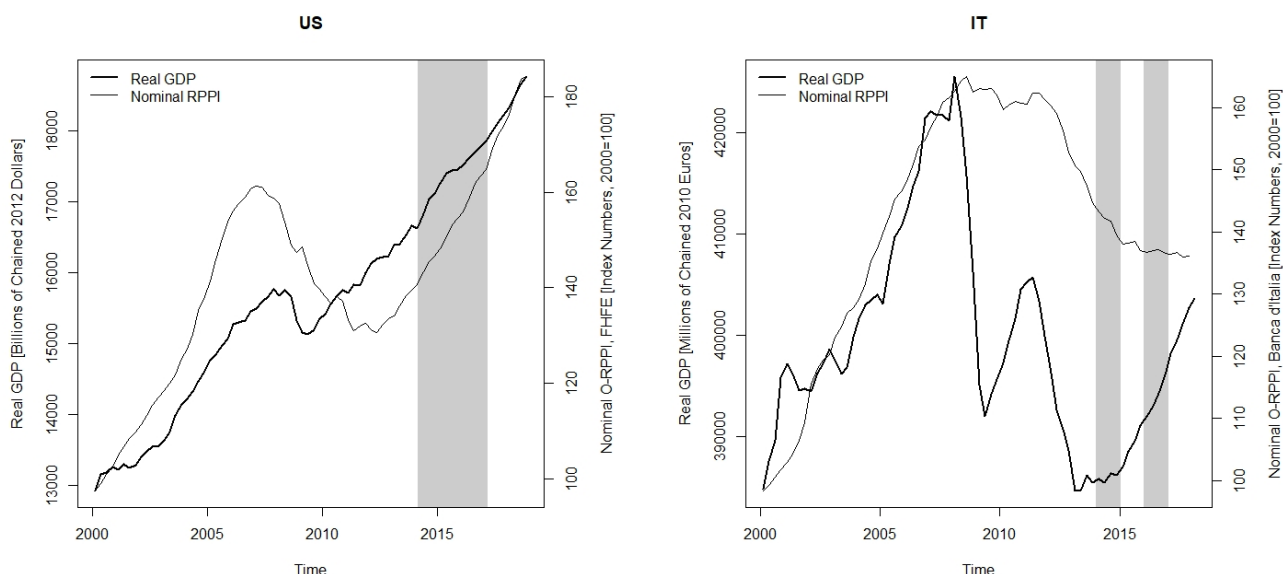 US
Real GDP
Nominal RPPI
Real GDP [Billions of Chained 2012 Dollars]
13000
14000
15000
16000
17000
18000
Nominal O-RPPI, FHFE [Index Numbers, 2000=100]
100
120
140
160
180
2000
2005
2010
2015
Time
IT
Real GDP
Nominal RPPI
Real GDP [Millions of Chained 2010 Euros]
390000
400000
410000
420000
Nominal O-RPPI, Banca d'Italia [Index Numbers, 2000=100]
100
110
120
130
140
150
160
2000
2005
2010
2015
Time